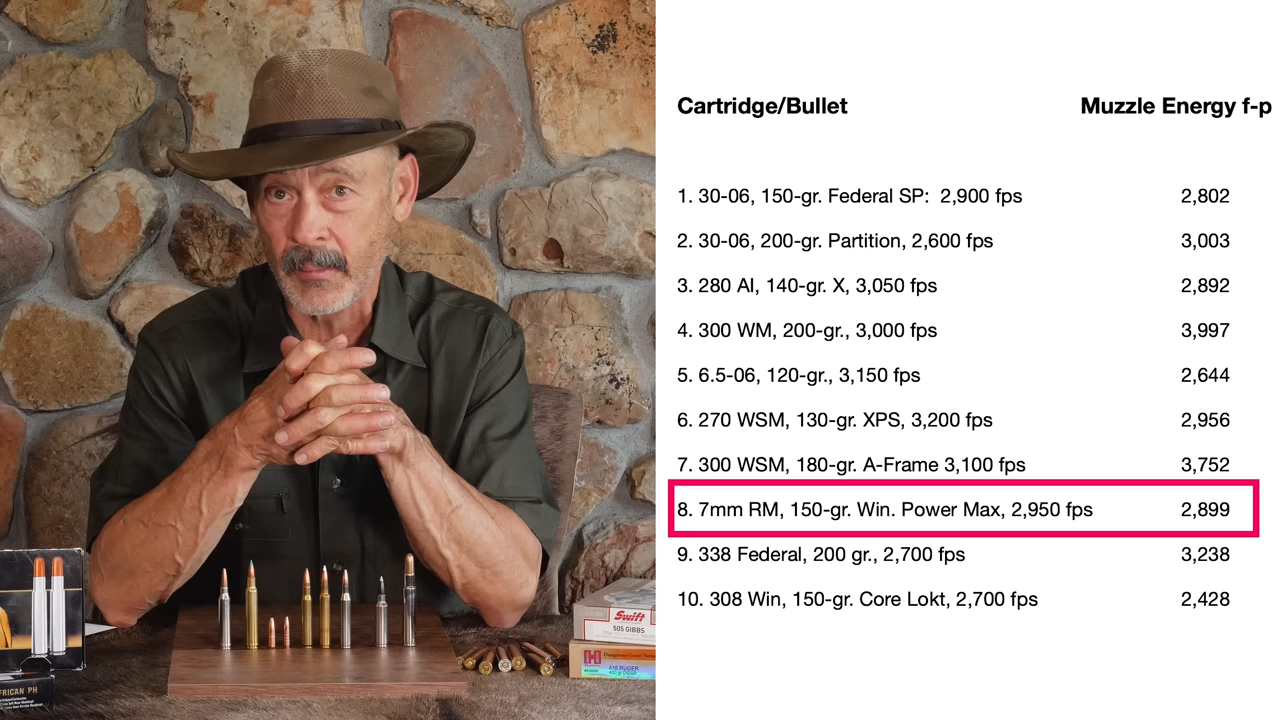 Cartridge/Bullet Muzzle Energy f-p
1. 30-06, 150-gr. Federal SP: 2,900 fps 2,802
2. 30-06, 200-gr. Partition, 2,600 fps 3,003
3. 280 AI, 140-gr. X, 3,050 fps 2,892
4. 300 WM, 200-gr., 3,000 fps 3,997
5. 6.5-06, 120-gr., 3,150 fps 2,644
6. 270 WSM, 130-gr. XPS, 3,200 fps 2,956
7. 300 WSM, 180-gr. A-Frame 3,100 fps 3,752
8. 7mm RM, 150-gr. Win. Power Max, 2,950 fps 2,899
9. 338 Federal, 200 gr., 2,700 fps 3,238
10. 308 Win, 150-gr. Core Lokt, 2,700 fps 2,428
Swift
505 GIBBS
416 RUGER
FRICAN PH